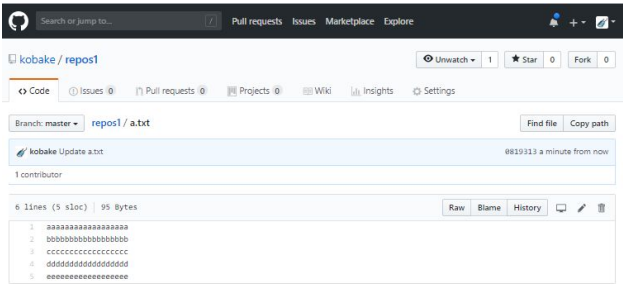 Search or jump to... / Pull requests Issues Marketplace Explore
kobake / repos1 Unwatch 1 Star 0 Fork 0
Code Issues 0 Pull requests 0 Projects 0 Wiki Insights Settings
Branch: master repos1 / a.txt Find file Copy path
kobake Update a.txt 0819313 a minute from now
1 contributor
6 lines (5 sloc) 95 Bytes Raw Blame History
1 aaaaaaaaaaaaaaaaaa
2 bbbbbbbbbbbbbbbbbb
3 cccccccccccccccccc
4 dddddddddddddddddd
5 eeeeeeeeeeeeeeeeee